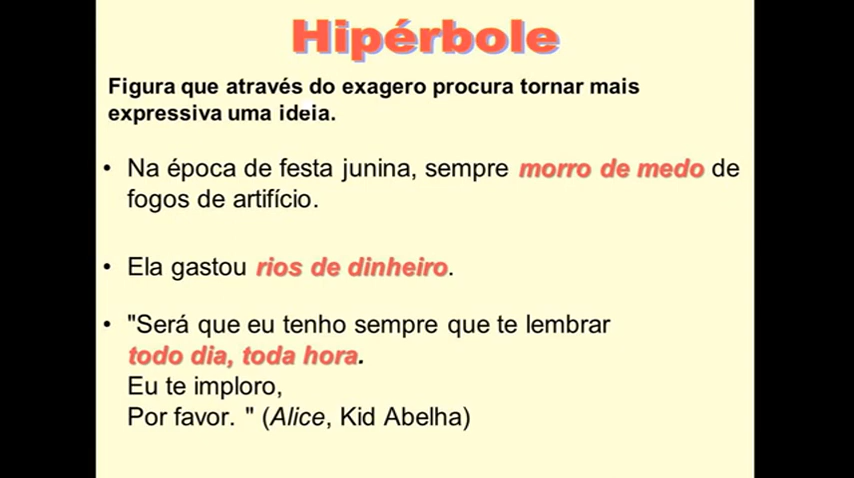 Hipérbole
Figura que através do exagero procura tornar mais
expressiva uma ideia.
• Na época de festa junina, sempre morro de medo de
fogos de artifício.
• Ela gastou rios de dinheiro.
• "Será que eu tenho sempre que te lembrar
todo dia, toda hora.
Eu te imploro,
Por favor. " (Alice, Kid Abelha)